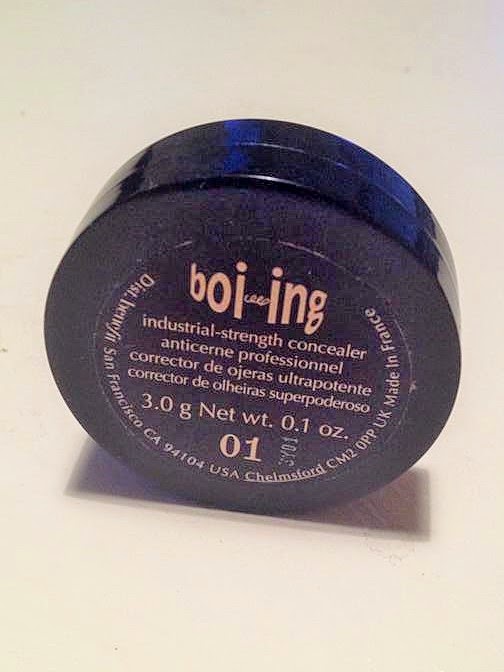 boi-ing
industrial-strength concealer
anticerne professionnel
corrector de ojeras ultrapotente
corrector de olheiras superpoderoso
3.0 g Net wt. 0.1 oz.
01
SY01
Dist. benefit San Francisco CA 94104 USA Chelmsford CM2 0PP UK Made In France